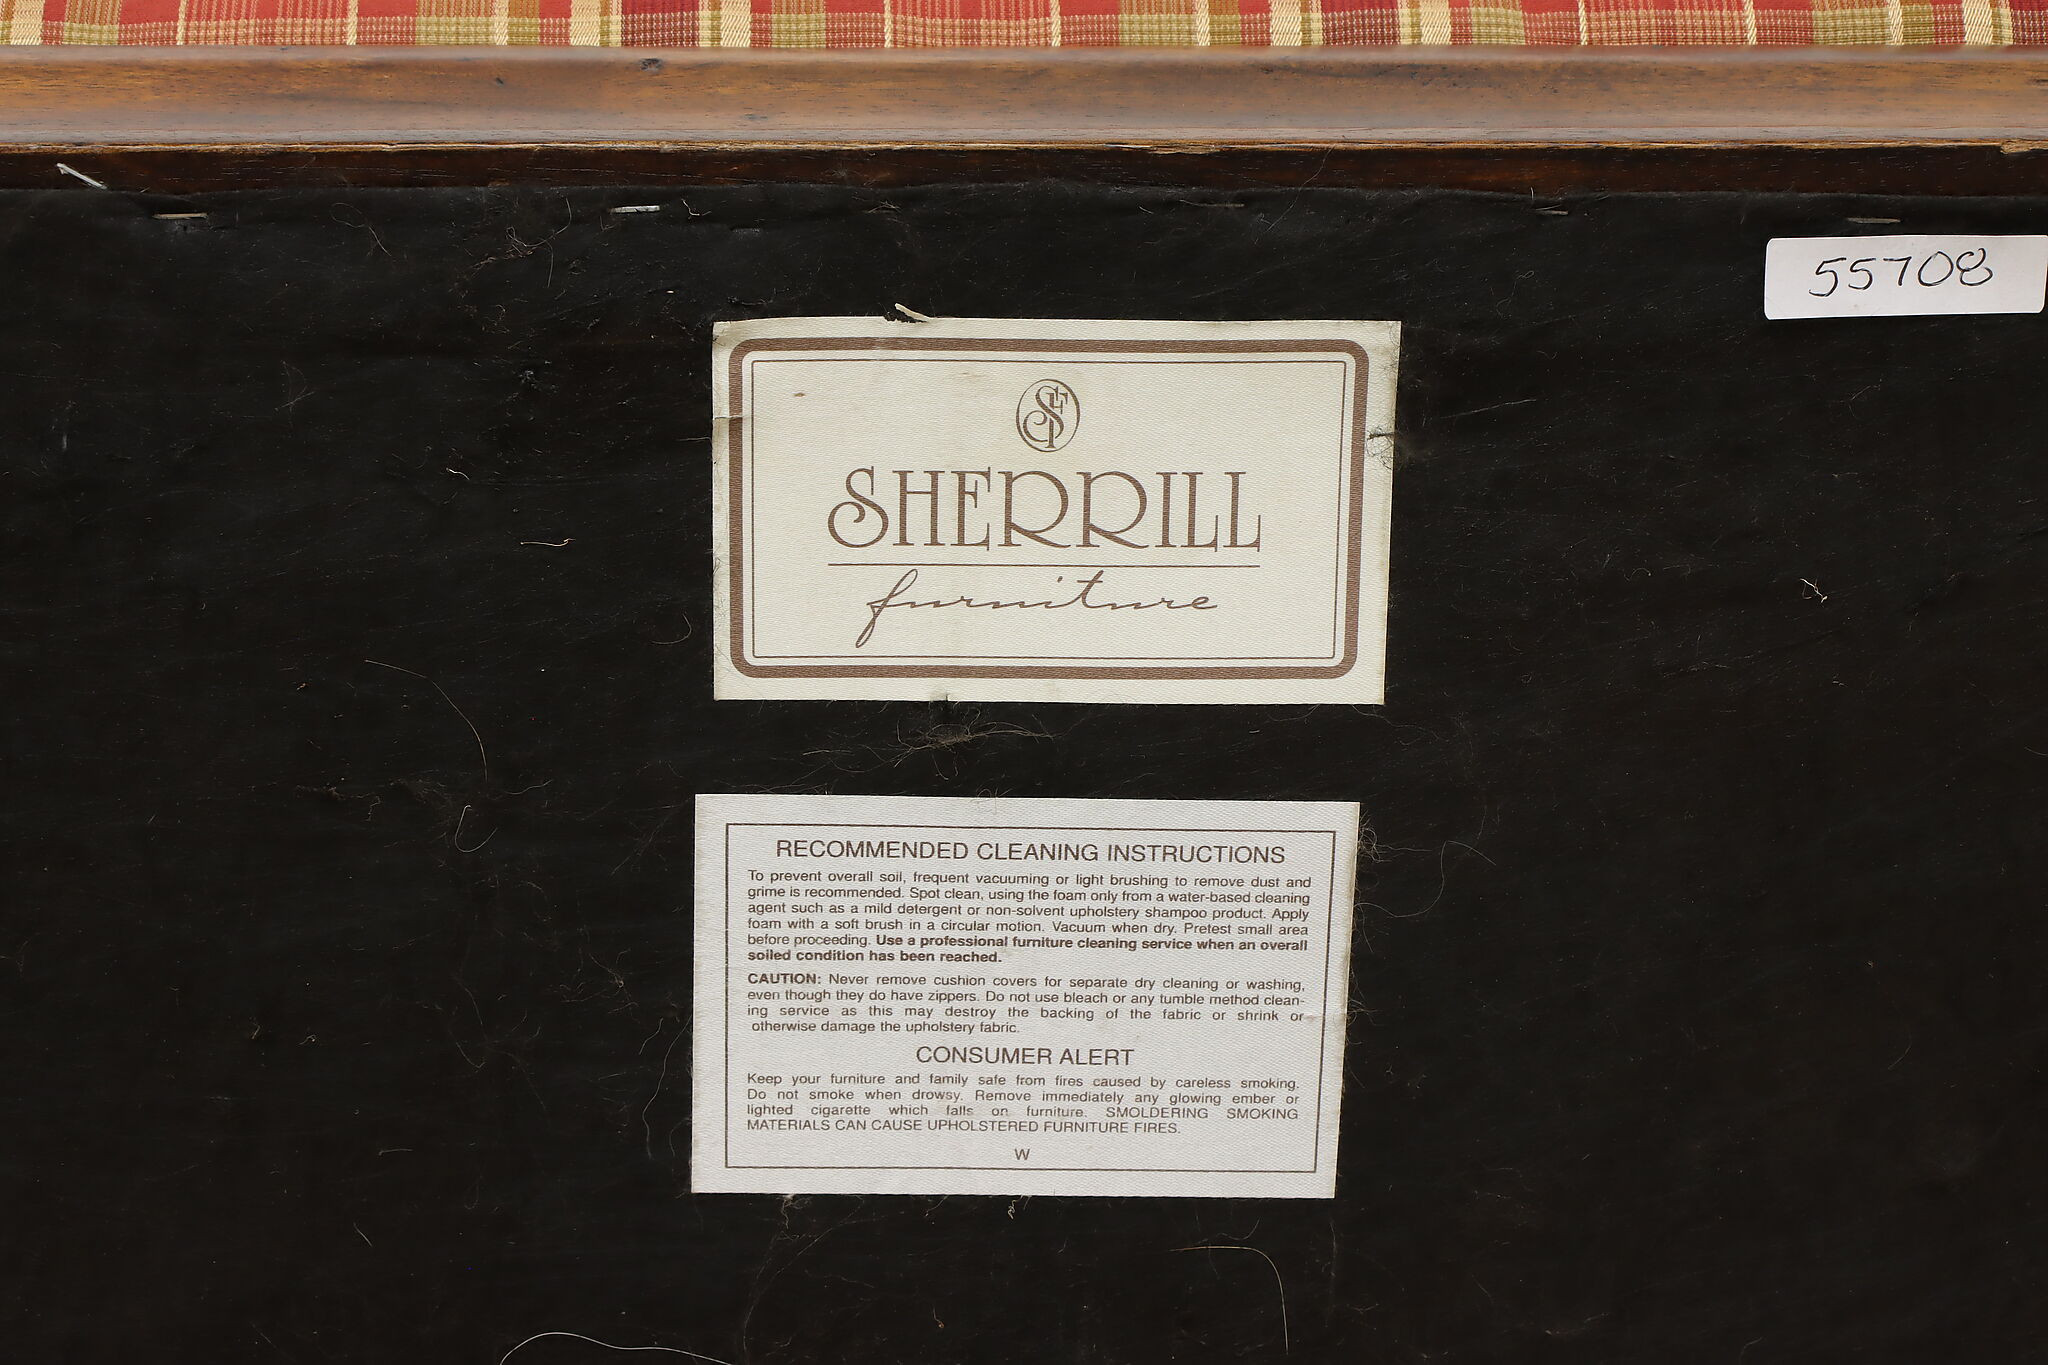 55708
SF
SHERRILL
furniture
RECOMMENDED CLEANING INSTRUCTIONS
To prevent overall soil, frequent vacuuming or light brushing to remove dust and
grime is recommended. Spot clean, using the foam only from a water-based cleaning
agent such as a mild detergent or non-solvent upholstery shampoo product. Apply
foam with a soft brush in a circular motion. Vacuum when dry. Pretest small area
before proceeding. Use a professional furniture cleaning service when an overall
soiled condition has been reached.
CAUTION: Never remove cushion covers for separate dry cleaning or washing,
even though they do have zippers. Do not use bleach or any tumble method clean-
ing service as this may destroy the backing of the fabric or shrink or
otherwise damage the upholstery fabric.
CONSUMER ALERT
Keep your furniture and family safe from fires caused by careless smoking.
Do not smoke when drowsy. Remove immediately any glowing ember or
lighted cigarette which falls on furniture. SMOLDERING SMOKING
MATERIALS CAN CAUSE UPHOLSTERED FURNITURE FIRES.
W